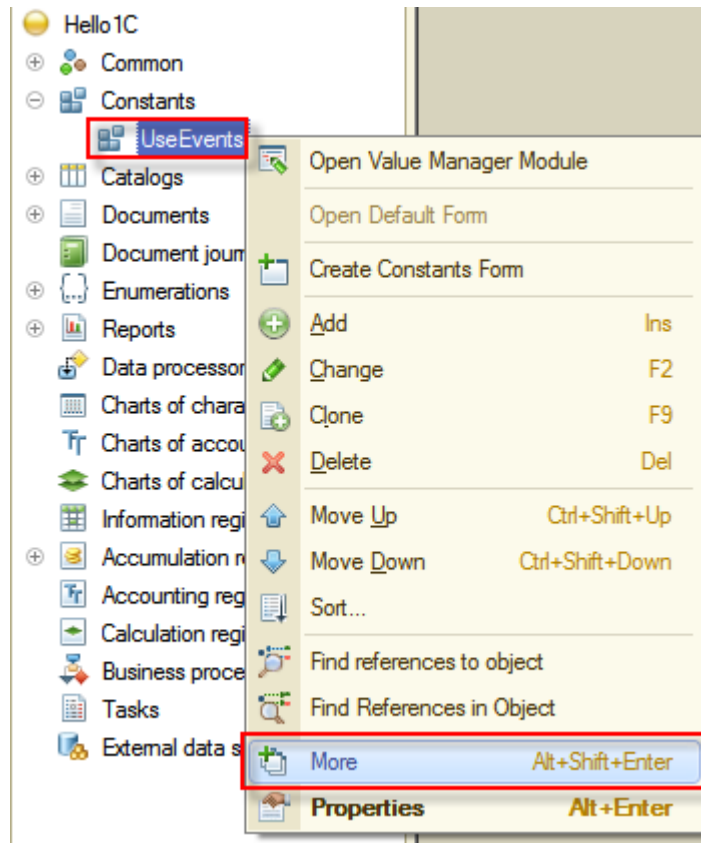 Hello1C
Common
Constants
UseEvents
Catalogs
Documents
Document journ
Enumerations
Reports
Data processor
Charts of chara
Charts of accou
Charts of calcul
Information regi
Accumulation r
Accounting reg
Calculation regi
Business proce
Tasks
External data s
Open Value Manager Module
Open Default Form
Create Constants Form
Add Ins
Change F2
Clone F9
Delete Del
Move Up Ctrl+Shift+Up
Move Down Ctrl+Shift+Down
Sort...
Find references to object
Find References in Object
More Alt+Shift+Enter
Properties Alt+Enter